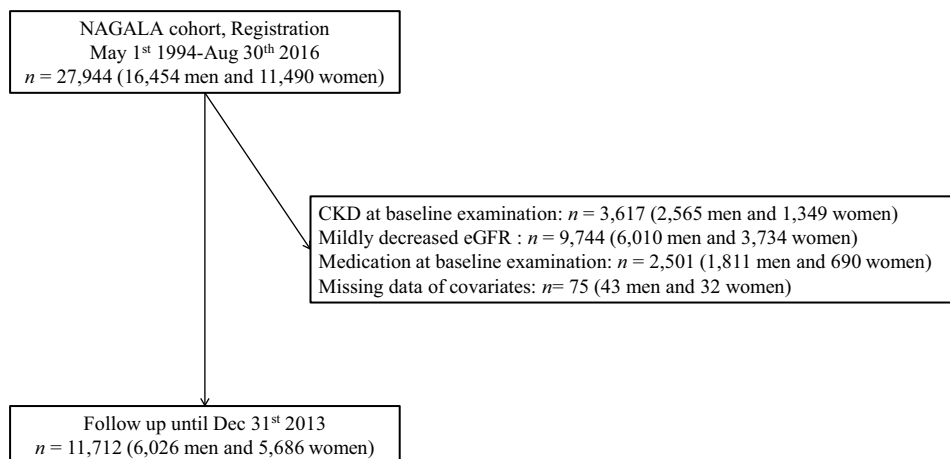 NAGALA cohort, Registration
May 1st 1994-Aug 30th 2016
n = 27,944 (16,454 men and 11,490 women)
CKD at baseline examination: n = 3,617 (2,565 men and 1,349 women)
Mildly decreased eGFR : n = 9,744 (6,010 men and 3,734 women)
Medication at baseline examination: n = 2,501 (1,811 men and 690 women)
Missing data of covariates: n= 75 (43 men and 32 women)
Follow up until Dec 31st 2013
n = 11,712 (6,026 men and 5,686 women)